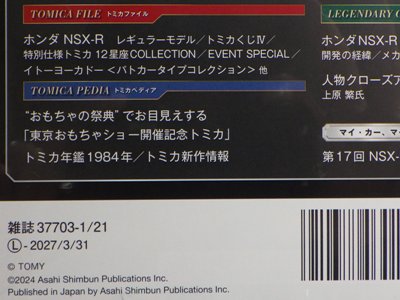 TOMICA FILE トミカファイル
ホンダ NSX-R レギュラーモデル／トミカくじⅣ／
特別仕様トミカ 12星座COLLECTION／EVENT SPECIAL／
イトーヨーカドー＜パトカータイプコレクション＞他
TOMICA PEDIA トミカペディア
“おもちゃの祭典”でお目見えする
「東京おもちゃショー開催記念トミカ」
トミカ年鑑1984年／トミカ新作情報
LEGENDARY
ホンダ NSX-R
開発の経緯／メカ
人物クローズア
上原 繁氏
マイ・カー、マ
第17回 NSX-
雑誌37703-1/21
Ⓛ-2027/3/31
© TOMY
©2024 Asahi Shimbun Publications Inc.
Published in Japan by Asahi Shimbun Publications Inc.